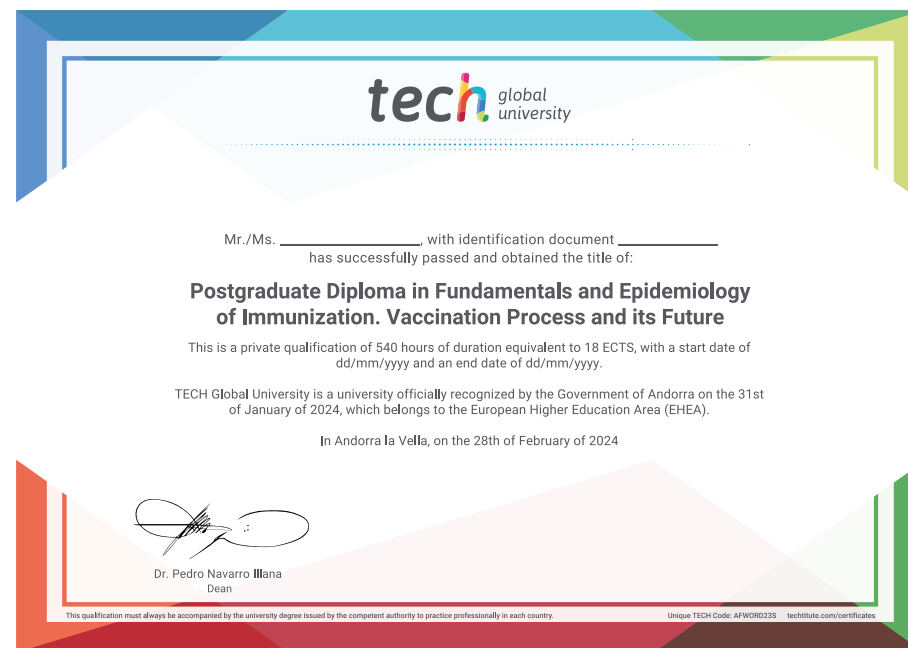 tech global university
Mr./Ms. ____________, with identification document ____________
has successfully passed and obtained the title of:
Postgraduate Diploma in Fundamentals and Epidemiology
of Immunization. Vaccination Process and its Future
This is a private qualification of 540 hours of duration equivalent to 18 ECTS, with a start date of
dd/mm/yyyy and an end date of dd/mm/yyyy.
TECH Global University is a university officially recognized by the Government of Andorra on the 31st
of January of 2024, which belongs to the European Higher Education Area (EHEA).
In Andorra la Vella, on the 28th of February of 2024
Dr. Pedro Navarro Illana
Dean
This qualification must always be accompanied by the university degree issued by the competent authority to practice professionally in each country. Unique TECH Code: AFWORD23S techtitute.com/certificates